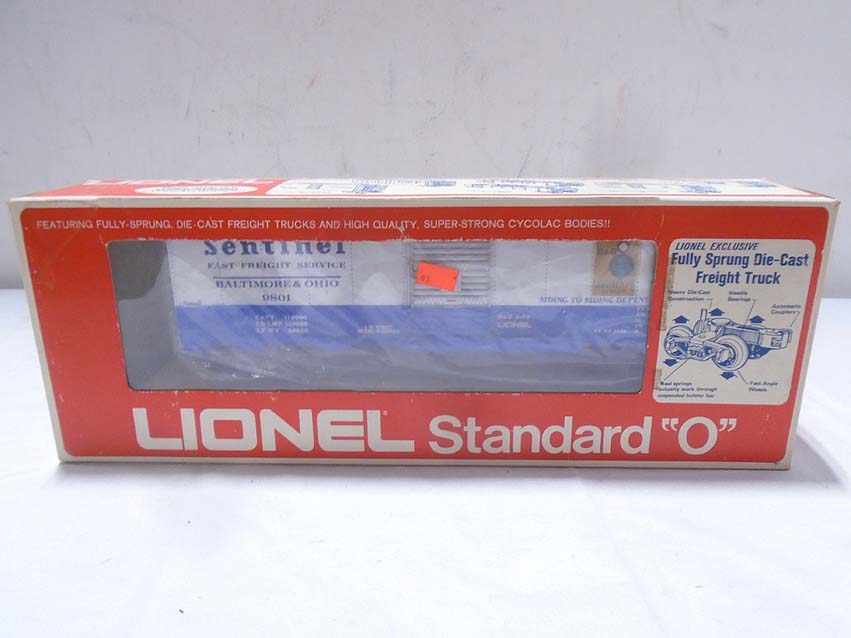 FEATURING FULLY-SPRUNG, DIE-CAST FREIGHT TRUCKS AND HIGH QUALITY, SUPER-STRONG CYCOLAC BODIES!!
Sentinel
FAST FREIGHT SERVICE
BALTIMORE & OHIO
9801
CAPY 110000
LIONEL
SIDING TO SIDING DEPEN
LIONEL EXCLUSIVE
Fully Sprung Die-Cast
Freight Truck
Heavy Die-Cast
Construction
Needle
Bearings
Automatic
Couplers
Real springs
actually work through
suspended bolster bar
Fast-Angle
Wheels
LIONEL Standard "O"